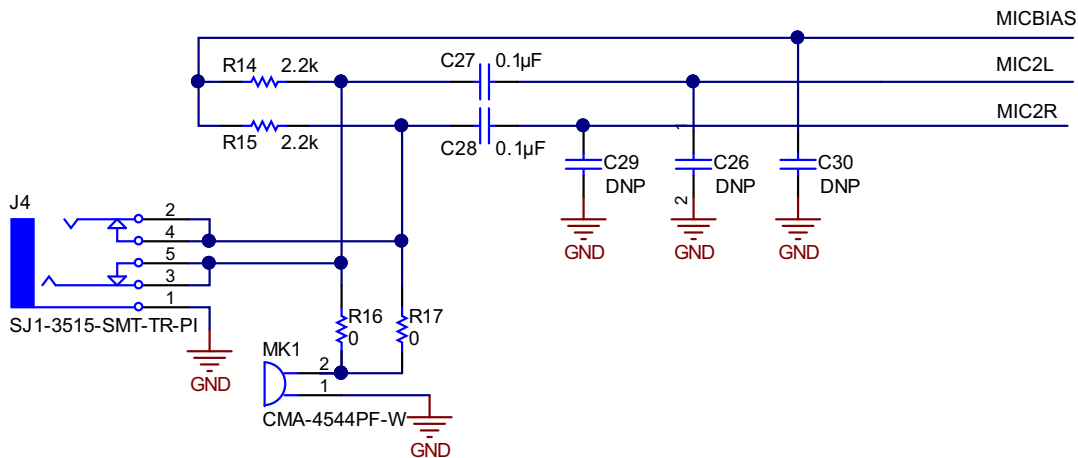 MICBIAS
R14 2.2k
C27 0.1µF
MIC2L
R15 2.2k
C28 0.1µF
MIC2R
1
C29
DNP
C26
DNP
2
C30
DNP
GND
GND
GND
J4
2
4
5
3
1
SJ1-3515-SMT-TR-PI
GND
R16
0
R17
0
MK1
2
1
CMA-4544PF-W
GND